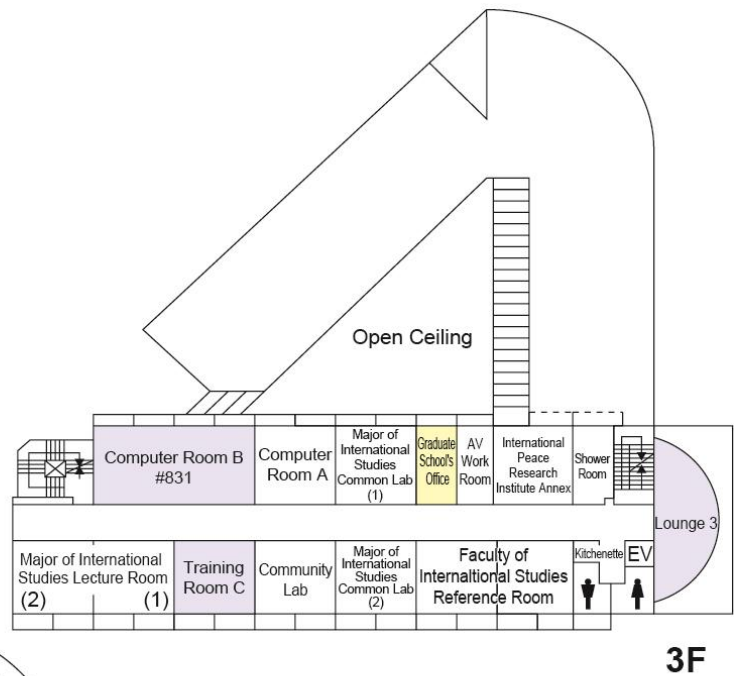 Open Ceiling
Computer Room B
#831
Computer
Room A
Major of
International
Studies
Common Lab
(1)
Graduate
School's
Office
AV
Work
Room
International
Peace
Research
Institute Annex
Shower
Room
Lounge 3
Major of International
Studies Lecture Room
(2) (1)
Training
Room C
Community
Lab
Major of
International
Studies
Common Lab
(2)
Faculty of
Internaltional Studies
Reference Room
Kitchenette
EV
3F